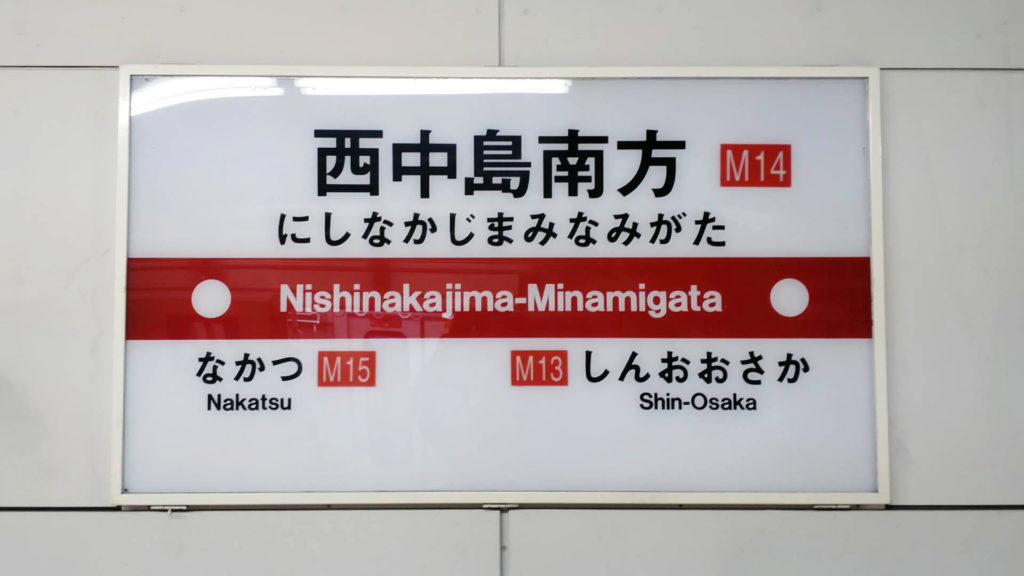 西中島南方 M14
にしなかじまみなみがた
Nishinakajima-Minamigata
なかつ M15 M13 しんおおさか
Nakatsu Shin-Osaka